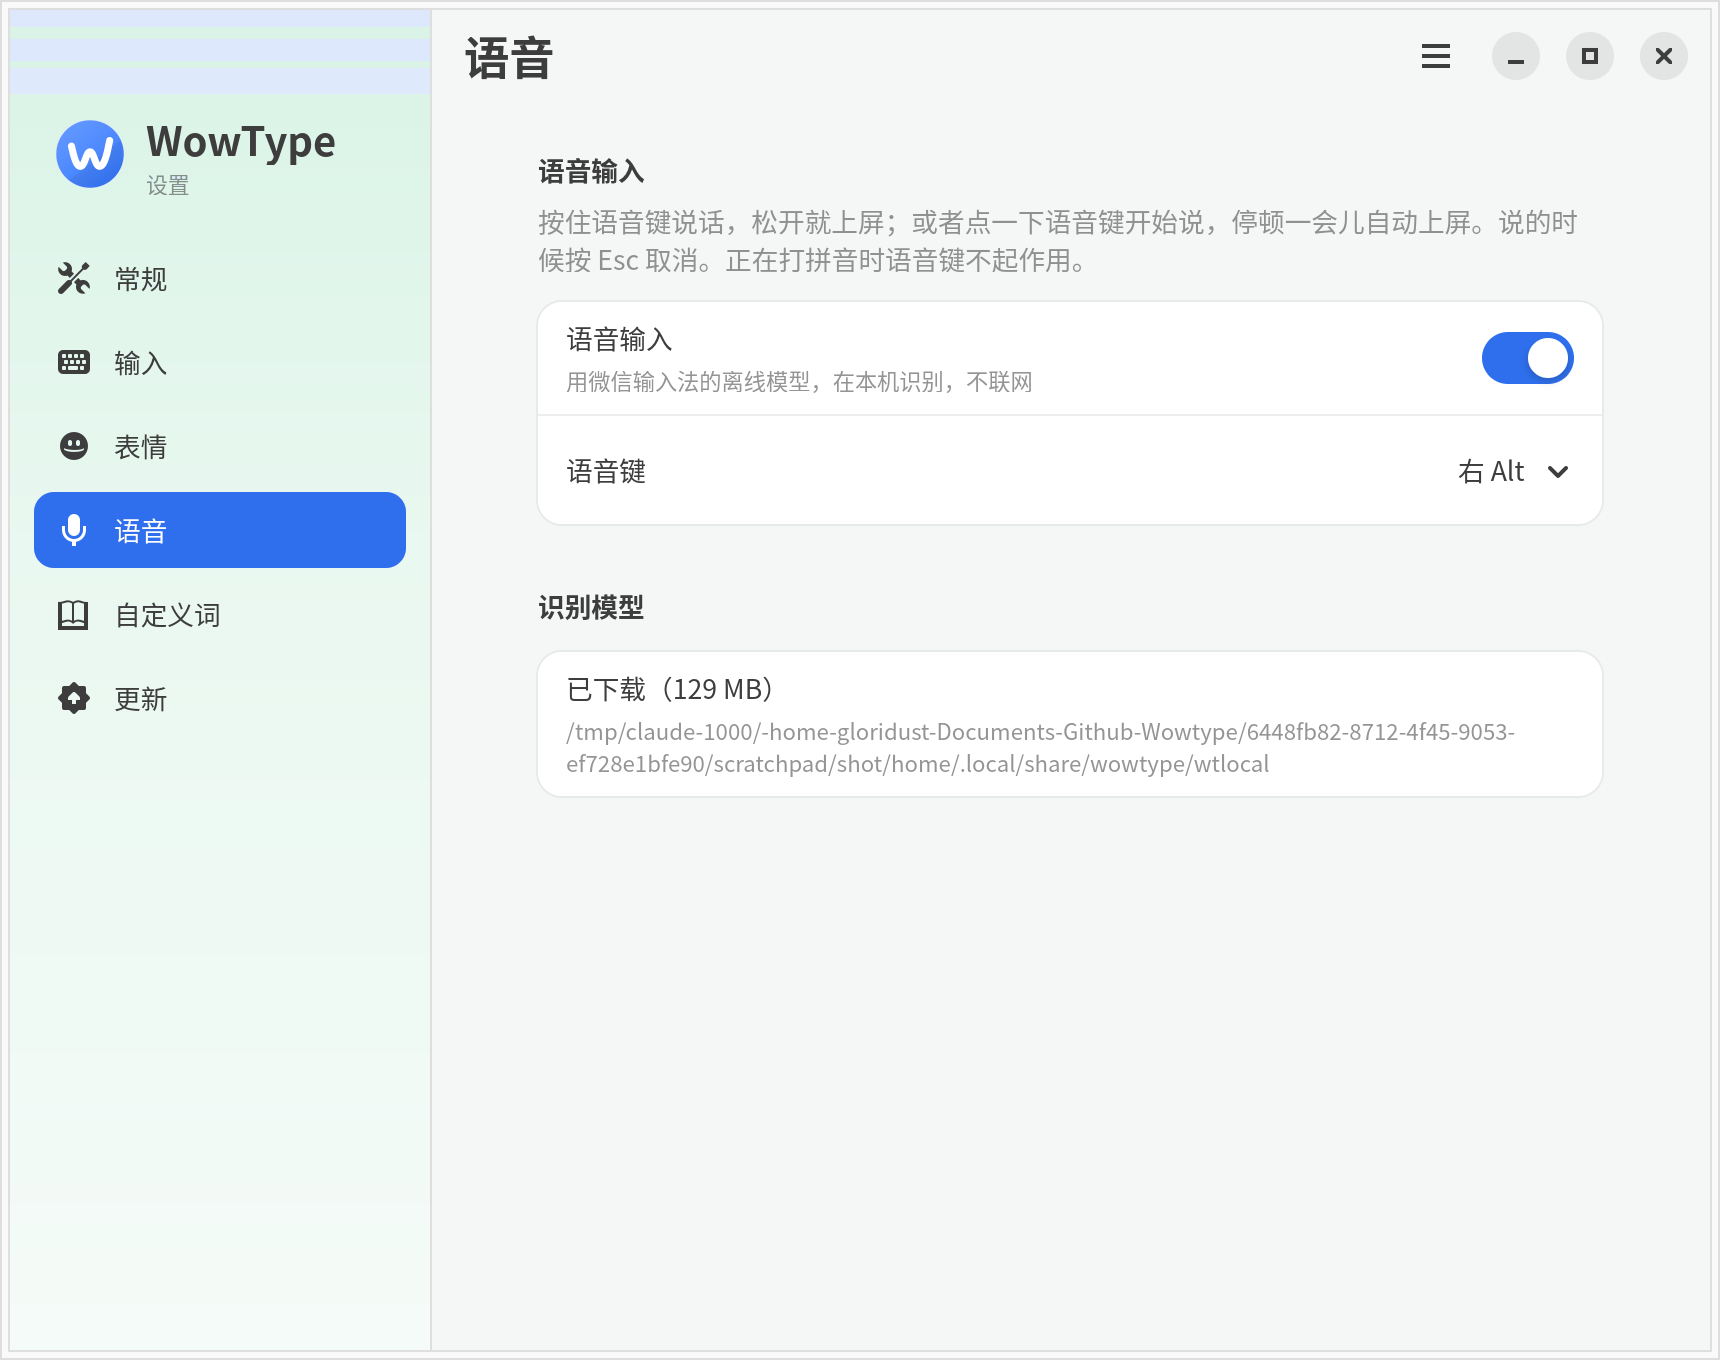 WowType
设置
常规
输入
表情
语音
自定义词
更新
语音
语音输入
按住语音键说话，松开就上屏；或者点一下语音键开始说，停顿一会儿自动上屏。说的时
候按 Esc 取消。正在打拼音时语音键不起作用。
语音输入
用微信输入法的离线模型，在本机识别，不联网
语音键
右 Alt
识别模型
已下载（129 MB）
/tmp/claude-1000/-home-gloridust-Documents-Github-Wowtype/6448fb82-8712-4f45-9053-
ef728e1bfe90/scratchpad/shot/home/.local/share/wowtype/wtlocal